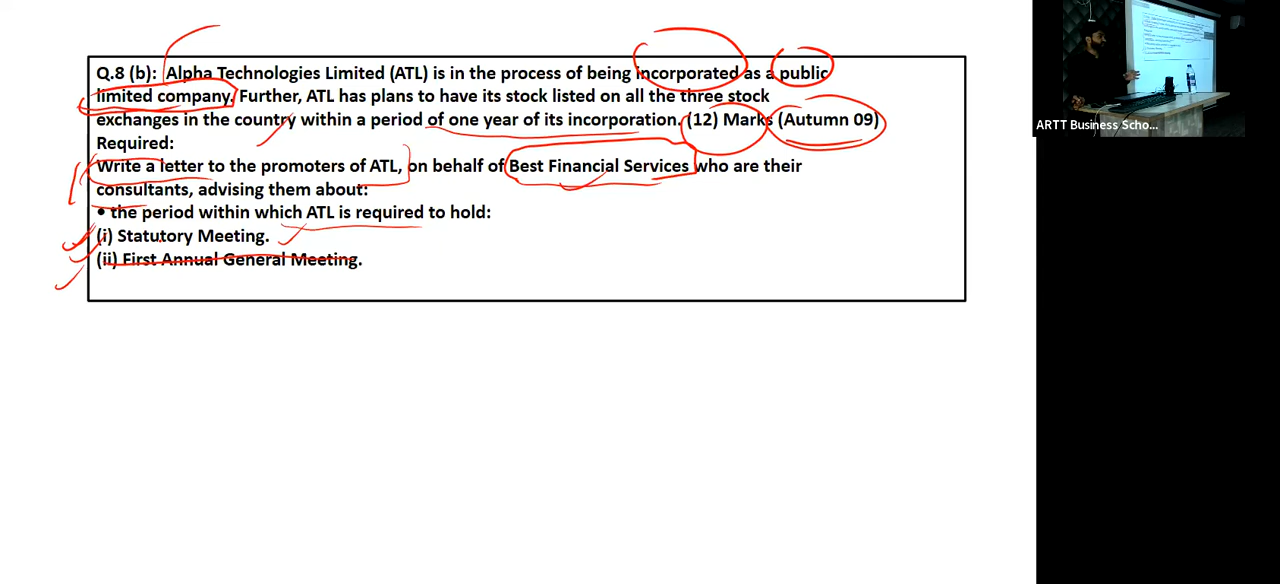 Q.8 (b): Alpha Technologies Limited (ATL) is in the process of being incorporated as a public
limited company. Further, ATL has plans to have its stock listed on all the three stock
exchanges in the country within a period of one year of its incorporation. (12) Marks (Autumn 09)
Required:
Write a letter to the promoters of ATL, on behalf of Best Financial Services who are their
consultants, advising them about:
• the period within which ATL is required to hold:
(i) Statutory Meeting.
(ii) First Annual General Meeting.
ARTT Business Scho...